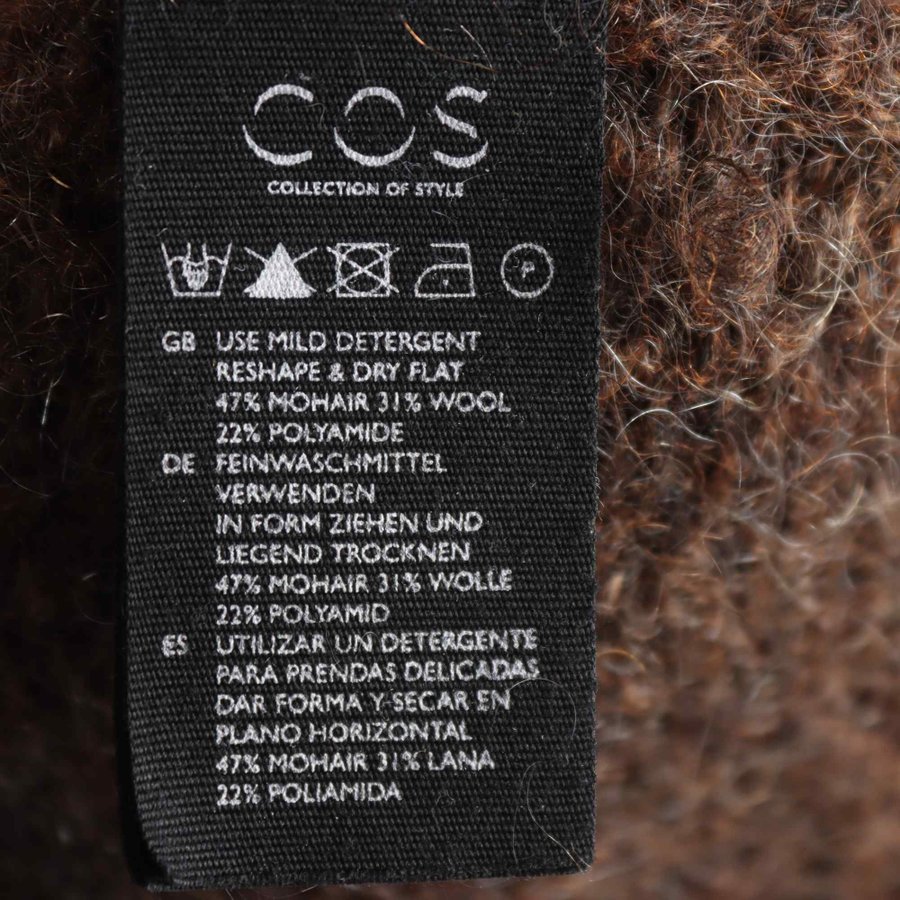 COS
COLLECTION OF STYLE
P
GB USE MILD DETERGENT
RESHAPE & DRY FLAT
47% MOHAIR 31% WOOL
22% POLYAMIDE
DE FEINWASCHMITTEL
VERWENDEN
IN FORM ZIEHEN UND
LIEGEND TROCKNEN
47% MOHAIR 31% WOLLE
22% POLYAMID
ES UTILIZAR UN DETERGENTE
PARA PRENDAS DELICADAS
DAR FORMA Y SECAR EN
PLANO HORIZONTAL
47% MOHAIR 31% LANA
22% POLIAMIDA